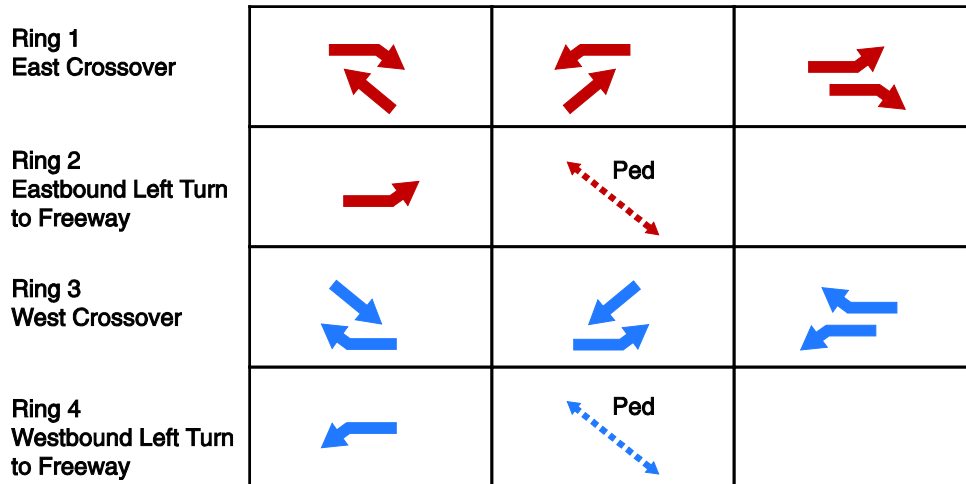 Ring 1
East Crossover
Ring 2
Eastbound Left Turn
to Freeway
Ped
Ring 3
West Crossover
Ring 4
Westbound Left Turn
to Freeway
Ped